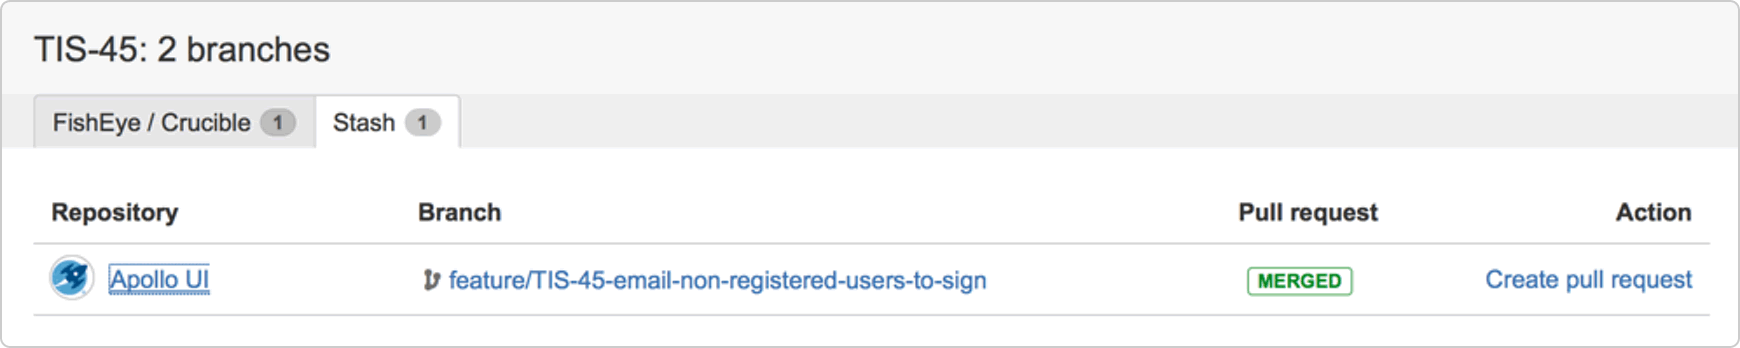 TIS-45: 2 branches
FishEye / Crucible 1 Stash 1
Repository Branch Pull request Action
Apollo UI feature/TIS-45-email-non-registered-users-to-sign MERGED Create pull request